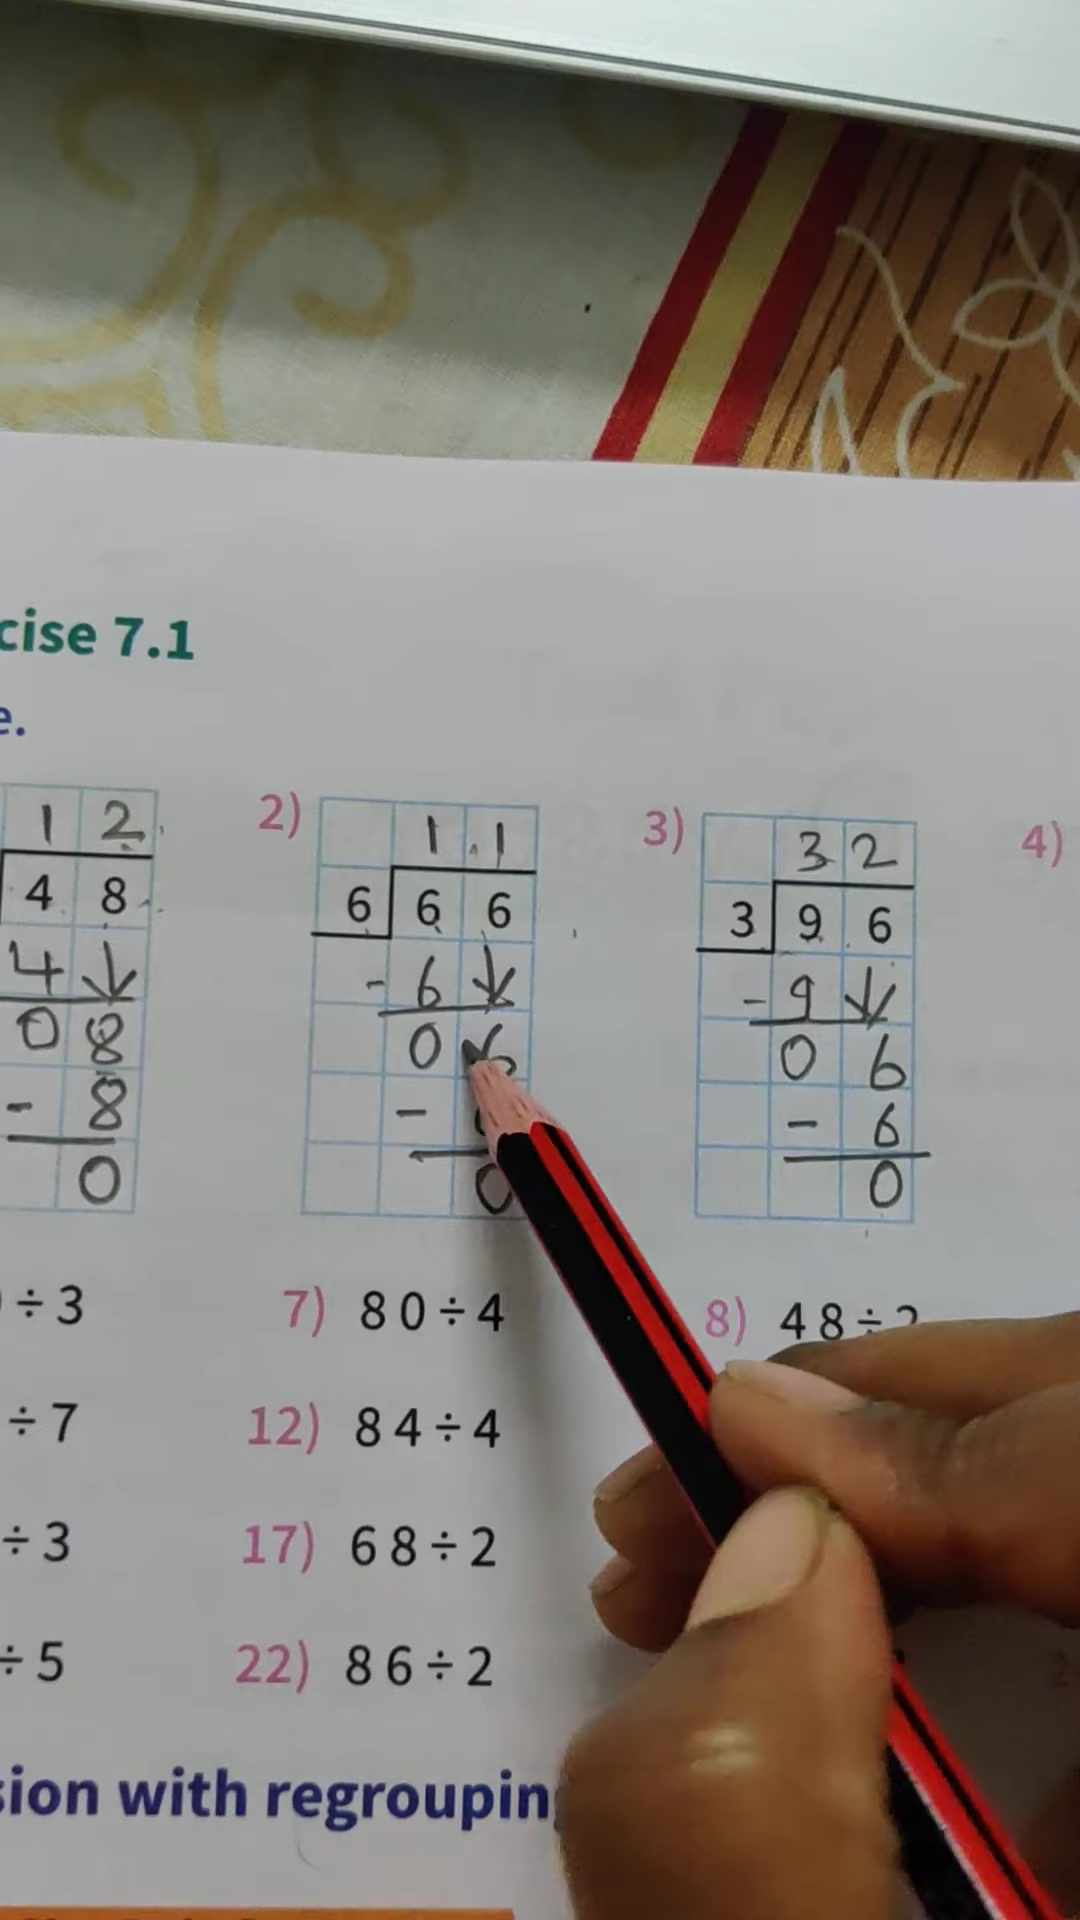 cise 7.1
e.
1 2
4 8
4
0 8
- 8
0
2)
1 1
6 6 6
- 6
0 6
-
0
3)
3 2
3 9 6
- 9
0 6
- 6
0
4)
÷ 3
7) 8 0 ÷ 4
8) 4 8 ÷
÷ 7
12) 8 4 ÷ 4
÷ 3
17) 6 8 ÷ 2
÷ 5
22) 8 6 ÷ 2
sion with regrouping